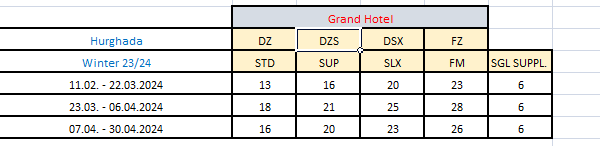 Grand Hotel
Hurghada DZ DZS DSX FZ
Winter 23/24 STD SUP SLX FM SGL SUPPL.
11.02. - 22.03.2024 13 16 20 23 6
23.03. - 06.04.2024 18 21 25 28 6
07.04. - 30.04.2024 16 20 23 26 6